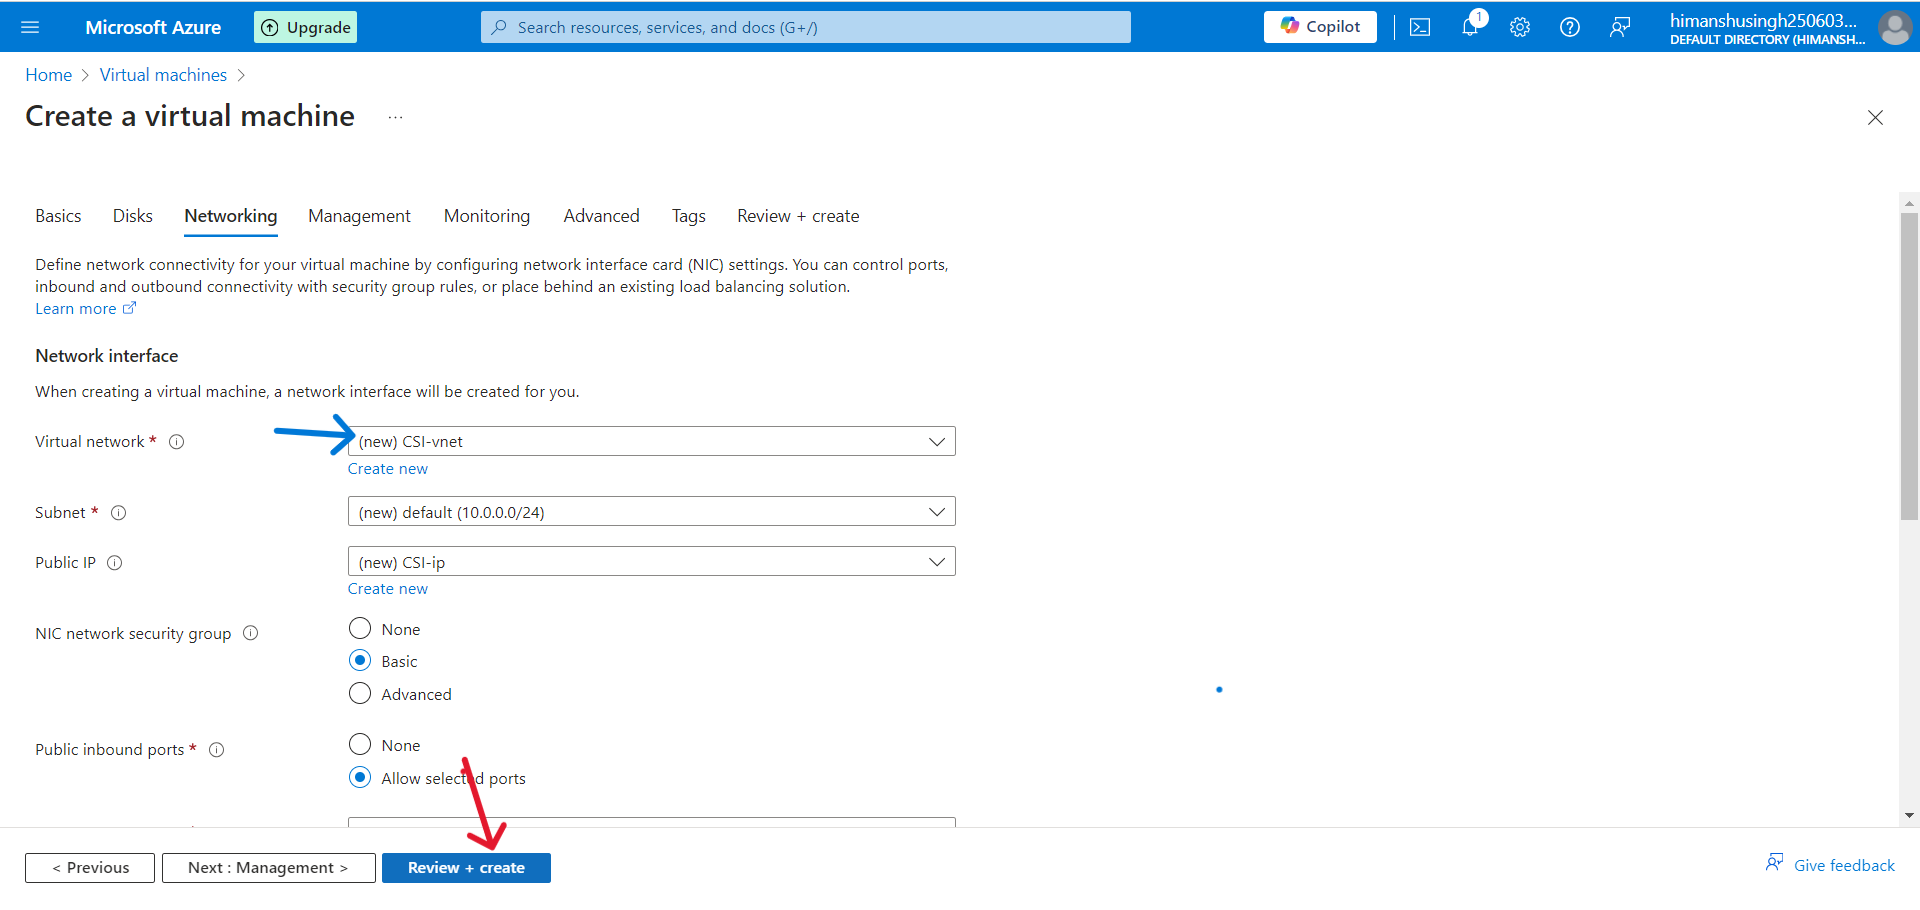 Microsoft Azure
Upgrade
Search resources, services, and docs (G+/)
Copilot
1
himanshusingh250603...
DEFAULT DIRECTORY (HIMANSH...
Home > Virtual machines >
Create a virtual machine ...
Basics Disks Networking Management Monitoring Advanced Tags Review + create
Define network connectivity for your virtual machine by configuring network interface card (NIC) settings. You can control ports,
inbound and outbound connectivity with security group rules, or place behind an existing load balancing solution.
Learn more
Network interface
When creating a virtual machine, a network interface will be created for you.
Virtual network *
(new) CSI-vnet
Create new
Subnet *
(new) default (10.0.0.0/24)
Public IP
(new) CSI-ip
Create new
NIC network security group
None
Basic
Advanced
Public inbound ports *
None
Allow selected ports
< Previous
Next : Management >
Review + create
Give feedback